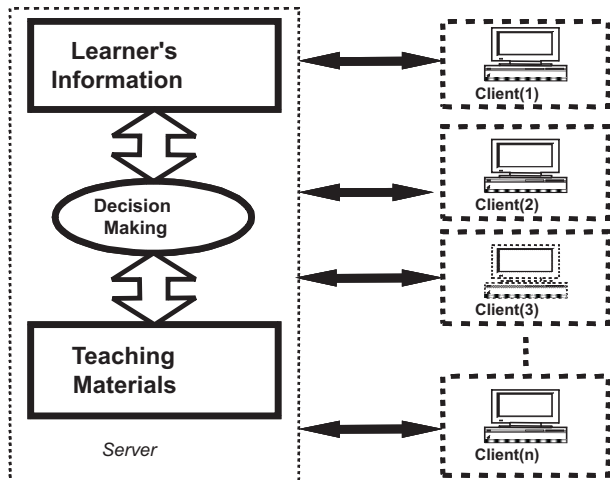 Learner's
Information
Decision
Making
Teaching
Materials
Server
Client(1)
Client(2)
Client(3)
Client(n)